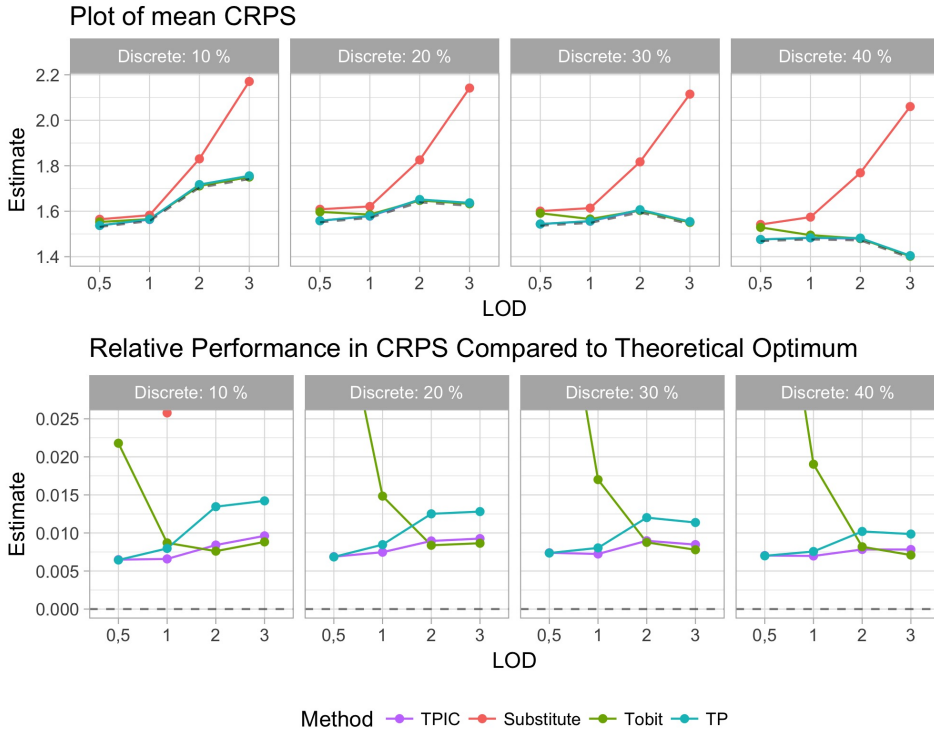 Plot of mean CRPS
Discrete: 10 % Discrete: 20 % Discrete: 30 % Discrete: 40 %
Estimate
2.2
2.0
1.8
1.6
1.4
0,5 1 2 3 0,5 1 2 3 0,5 1 2 3 0,5 1 2 3
LOD
Relative Performance in CRPS Compared to Theoretical Optimum
Discrete: 10 % Discrete: 20 % Discrete: 30 % Discrete: 40 %
Estimate
0.025
0.020
0.015
0.010
0.005
0.000
0,5 1 2 3 0,5 1 2 3 0,5 1 2 3 0,5 1 2 3
LOD
Method TPIC Substitute Tobit TP